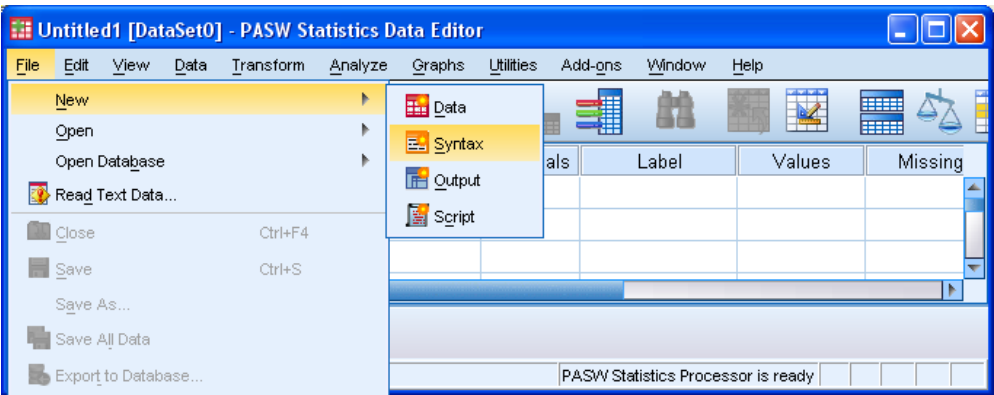 Untitled1 [DataSet0] - PASW Statistics Data Editor
File Edit View Data Transform Analyze Graphs Utilities Add-ons Window Help
New
Open
Open Database
Read Text Data...
Close Ctrl+F4
Save Ctrl+S
Save As...
Save All Data
Export to Database...
Data
Syntax
Output
Script
als Label Values Missing
PASW Statistics Processor is ready